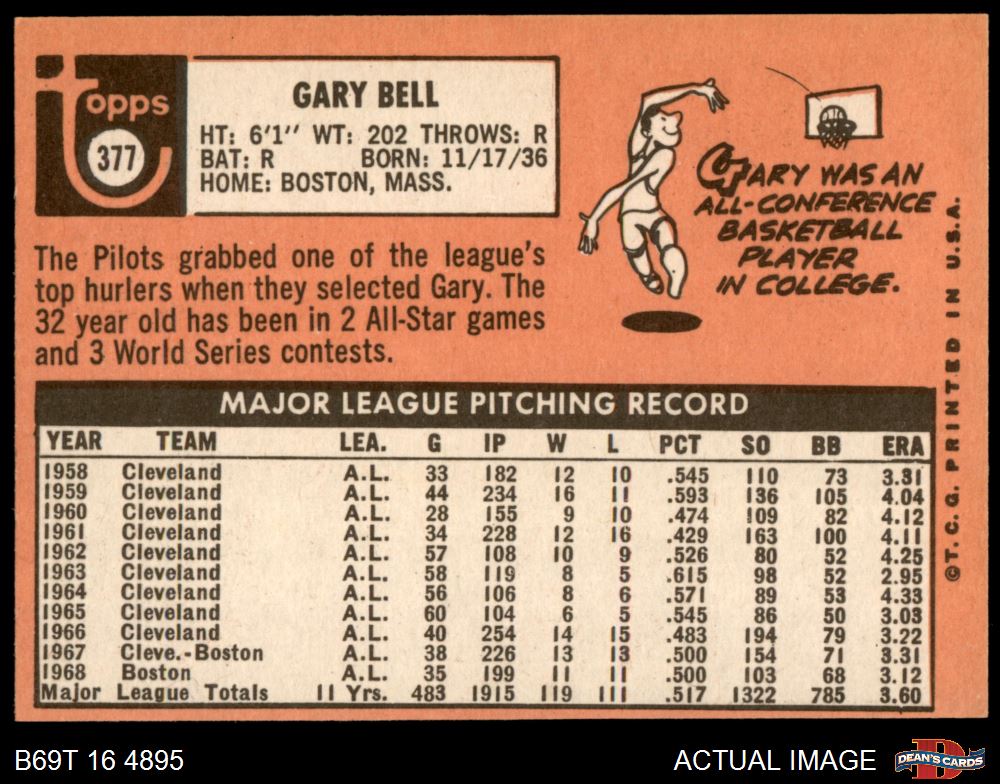 topps
377
GARY BELL
HT: 6'1" WT: 202 THROWS: R
BAT: R BORN: 11/17/36
HOME: BOSTON, MASS.
GARY WAS AN
ALL-CONFERENCE
BASKETBALL
PLAYER
IN COLLEGE.
The Pilots grabbed one of the league's
top hurlers when they selected Gary. The
32 year old has been in 2 All-Star games
and 3 World Series contests.
MAJOR LEAGUE PITCHING RECORD
YEAR TEAM LEA. G IP W L PCT SO BB ERA
1958 Cleveland A.L. 33 182 12 10 .545 110 73 3.31
1959 Cleveland A.L. 44 234 16 11 .593 136 105 4.04
1960 Cleveland A.L. 28 155 9 10 .474 109 82 4.12
1961 Cleveland A.L. 34 228 12 16 .429 163 100 4.11
1962 Cleveland A.L. 57 108 10 9 .526 80 52 4.25
1963 Cleveland A.L. 58 119 8 5 .615 98 52 2.95
1964 Cleveland A.L. 56 106 8 6 .571 89 53 4.33
1965 Cleveland A.L. 60 104 6 5 .545 86 50 3.03
1966 Cleveland A.L. 40 254 14 15 .483 194 79 3.22
1967 Cleve.-Boston A.L. 38 226 13 13 .500 154 71 3.31
1968 Boston A.L. 35 199 11 11 .500 103 68 3.12
Major League Totals 11 Yrs. 483 1915 119 111 .517 1322 785 3.60
©T.C.G. PRINTED IN U.S.A.
B69T 16 4895
ACTUAL IMAGE
D
DEAN'S CARDS